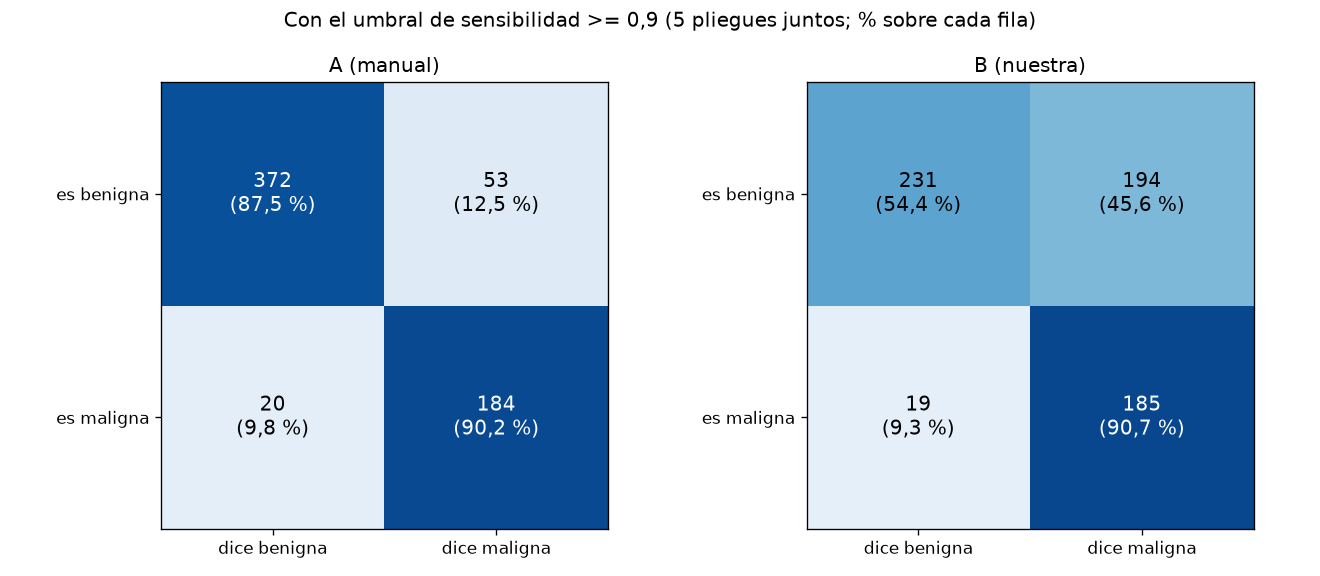 Con el umbral de sensibilidad >= 0,9 (5 pliegues juntos; % sobre cada fila)
A (manual)
es benigna
372
(87,5 %)
53
(12,5 %)
es maligna
20
(9,8 %)
184
(90,2 %)
dice benigna
dice maligna
B (nuestra)
es benigna
231
(54,4 %)
194
(45,6 %)
es maligna
19
(9,3 %)
185
(90,7 %)
dice benigna
dice maligna